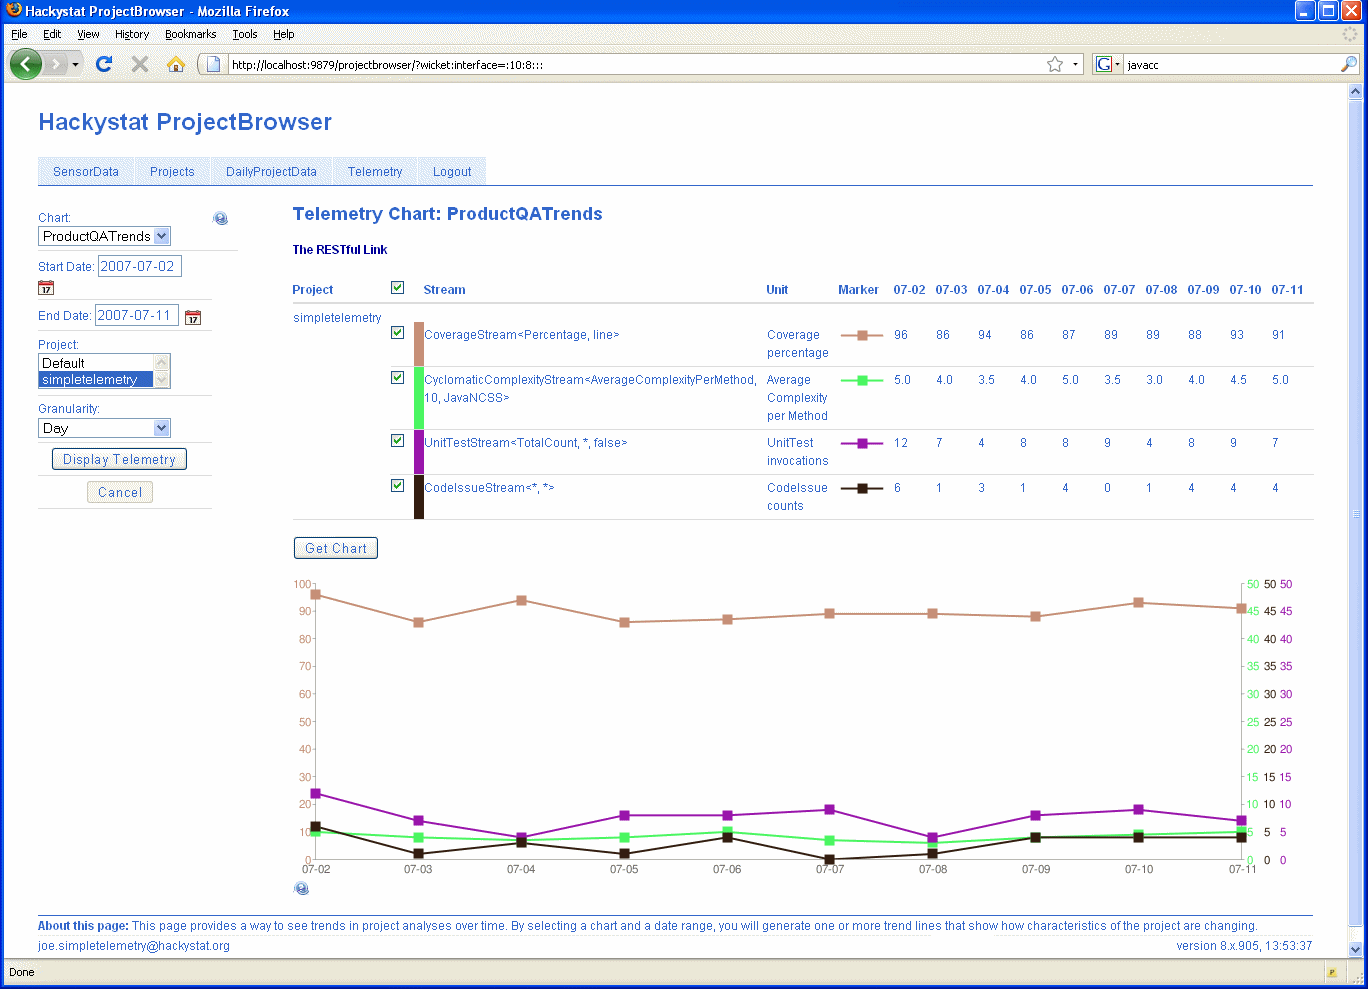 Hackystat ProjectBrowser - Mozilla Firefox
File Edit View History Bookmarks Tools Help
http://localhost:9879/projectbrowser/?wicket:interface=:10:8:::
G
javacc
Hackystat ProjectBrowser
SensorData Projects DailyProjectData Telemetry Logout
Chart:
ProductQATrends
Start Date: 2007-07-02
17
End Date: 2007-07-11
17
Project:
Default
simpletelemetry
Granularity:
Day
Display Telemetry
Cancel
Telemetry Chart: ProductQATrends
The RESTful Link
Project Stream Unit Marker 07-02 07-03 07-04 07-05 07-06 07-07 07-08 07-09 07-10 07-11
simpletelemetry
CoverageStream<Percentage, line> Coverage 96 86 94 86 87 89 89 88 93 91
percentage
CyclomaticComplexityStream<AverageComplexityPerMethod, Average 5.0 4.0 3.5 4.0 5.0 3.5 3.0 4.0 4.5 5.0
10, JavaNCSS> Complexity
per Method
UnitTestStream<TotalCount, *, false> UnitTest 12 7 4 8 8 9 4 8 9 7
invocations
CodeIssueStream<*, *> CodeIssue 6 1 3 1 4 0 1 4 4 4
counts
Get Chart
100 50 50 50
90 45 45 45
80 40 40 40
70 35 35 35
60 30 30 30
50 25 25 25
40 20 20 20
30 15 15 15
20 10 10 10
10 5 5 5
0 0 0 0
07-02 07-03 07-04 07-05 07-06 07-07 07-08 07-09 07-10 07-11
About this page: This page provides a way to see trends in project analyses over time. By selecting a chart and a date range, you will generate one or more trend lines that show how characteristics of the project are changing.
joe.simpletelemetry@hackystat.org version 8.x.905, 13:53:37
Done
P